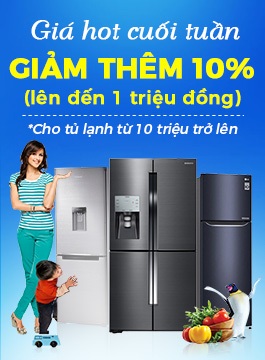 Giá hot cuối tuần
GIẢM THÊM 10%
(lên đến 1 triệu đồng)
*Cho tủ lạnh từ 10 triệu trở lên